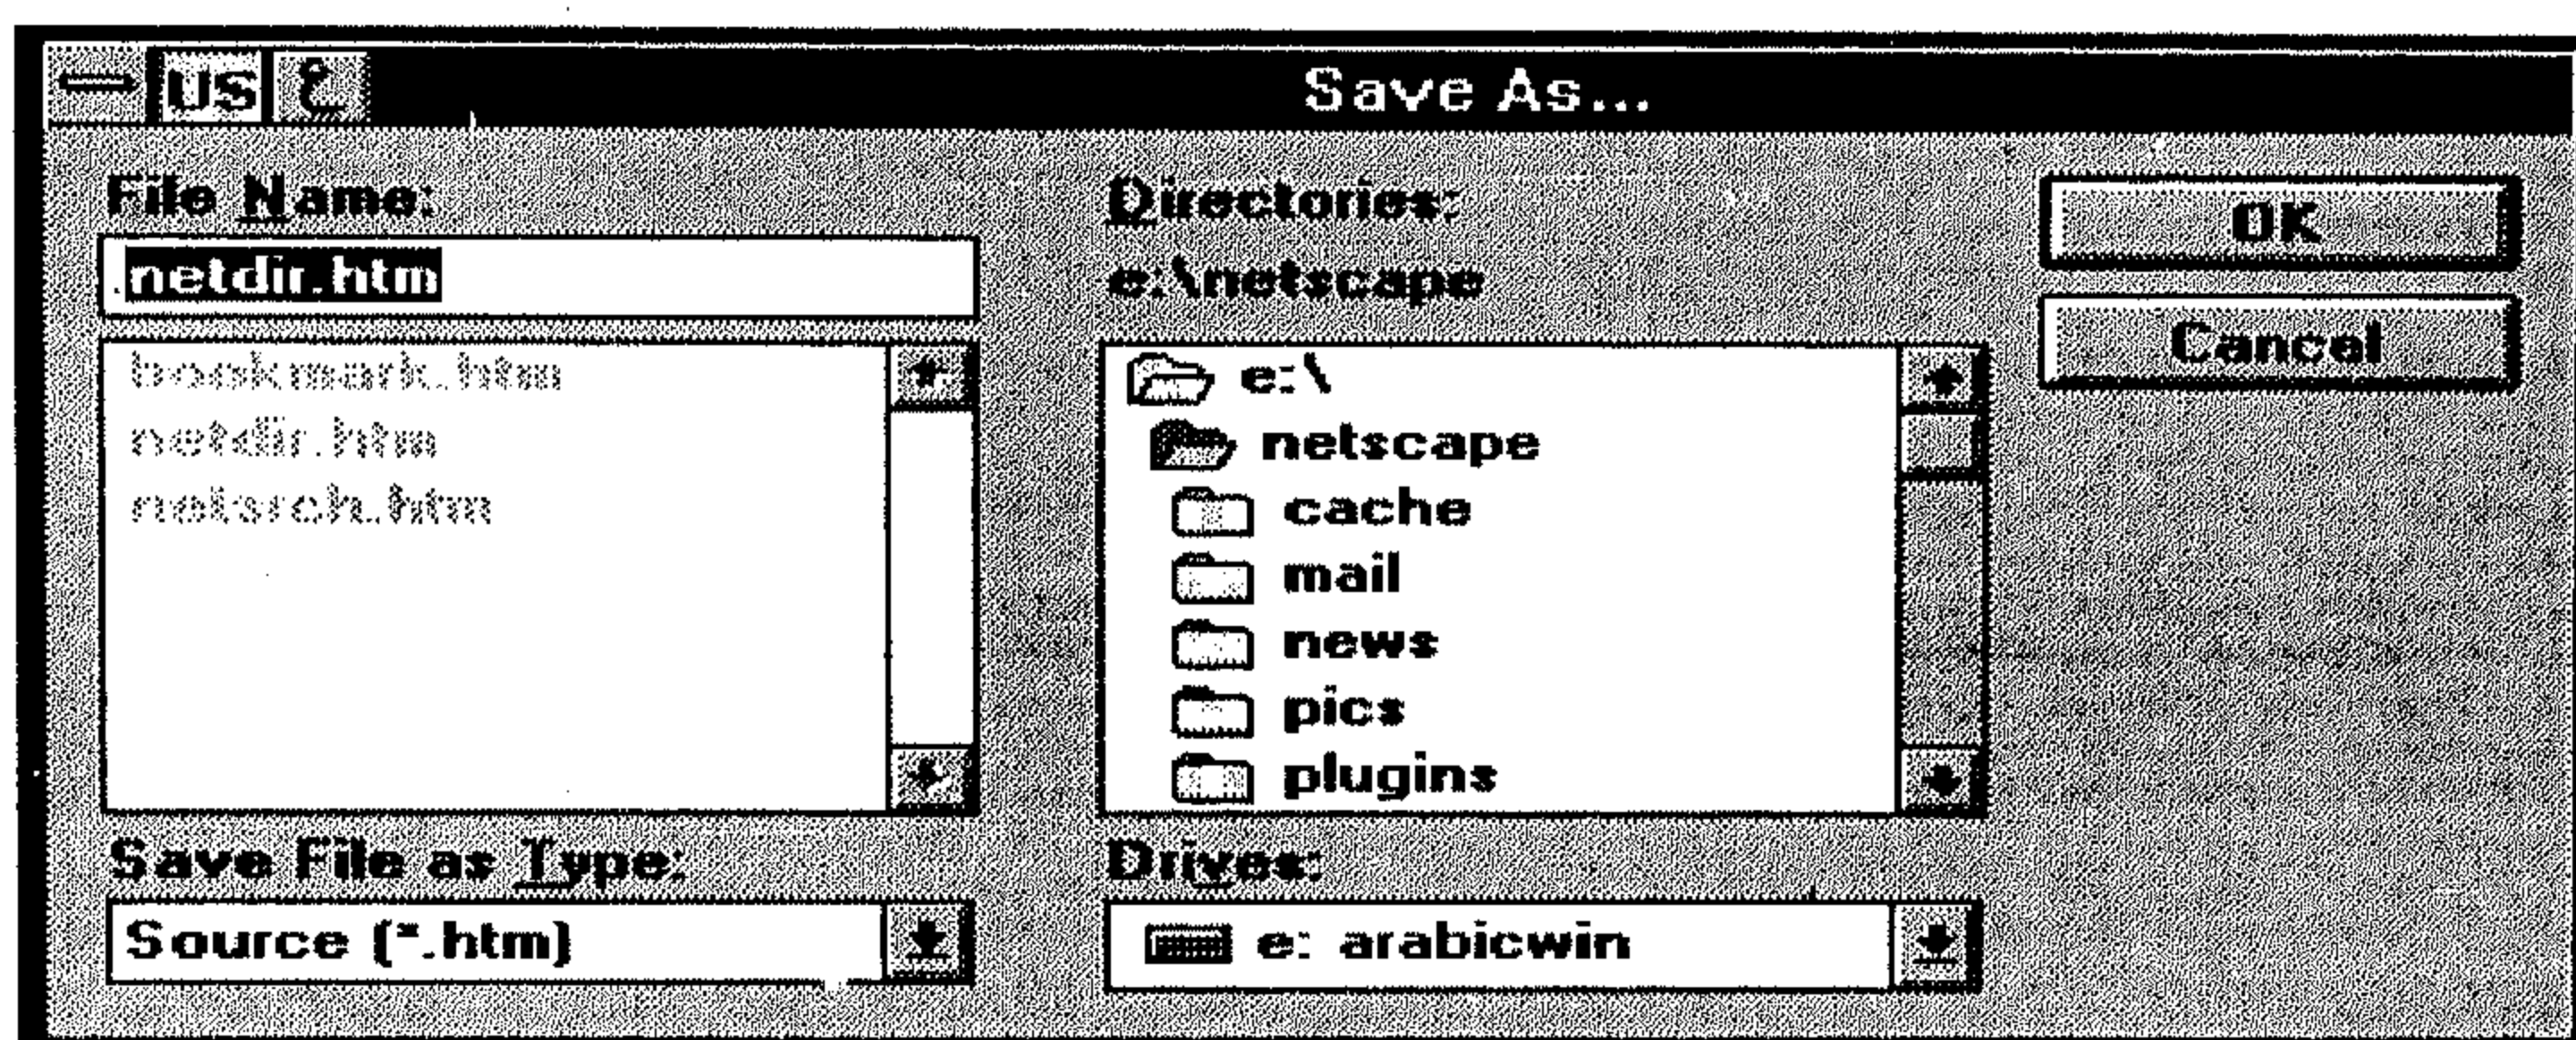 US ع
Save As...
File Name:
netdir.htm
bookmark.htm
netdir.htm
netsrch.htm
Save File as Type:
Source (*.htm)
Directories:
e:\netscape
e:\
netscape
cache
mail
news
pics
plugins
Drives:
e: arabicwin
OK
Cancel